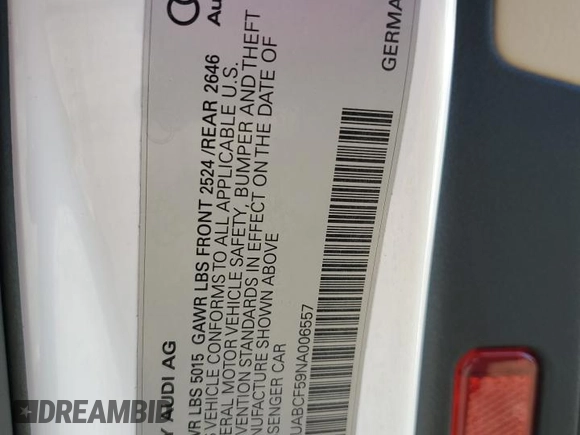 Au
GERMA
Y AUDI AG
WR LBS 5015 GAWR LBS FRONT 2524 /REAR 2646
S VEHICLE CONFORMS TO ALL APPLICABLE U.S.
ERAL MOTOR VEHICLE SAFETY, BUMPER AND THEFT
VENTION STANDARDS IN EFFECT ON THE DATE OF
NUFACTURE SHOWN ABOVE
SENGER CAR
UABCF59NA006557
DREAMBID